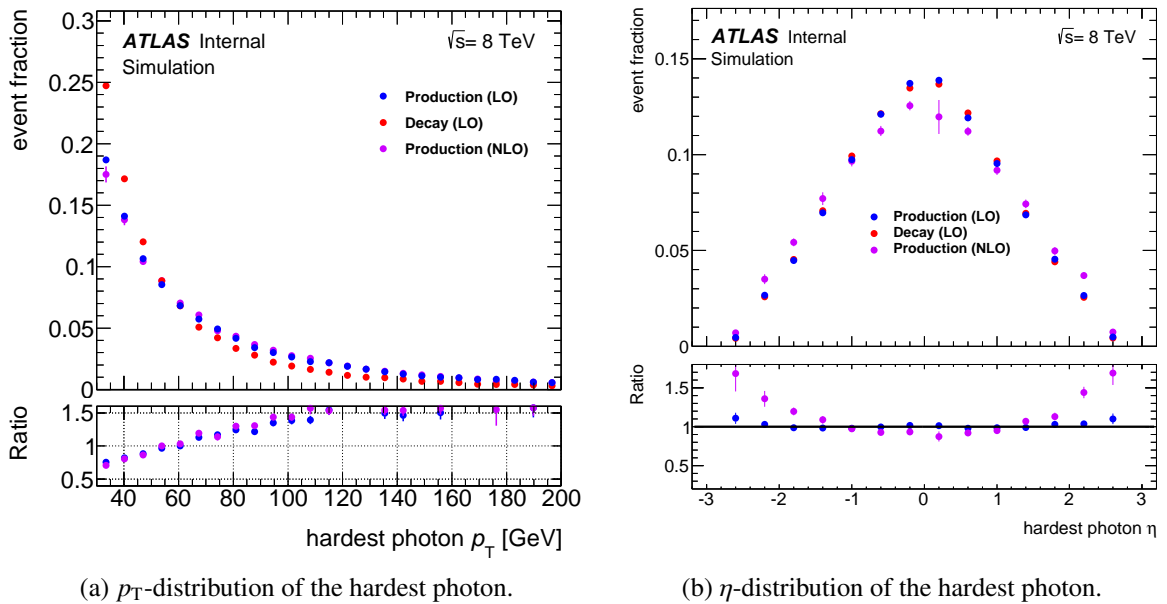 ATLAS Internal
Simulation
√s= 8 TeV
event fraction
0.3
0.25
0.2
0.15
0.1
0.05
0
Production (LO)
Decay (LO)
Production (NLO)
Ratio
1.5
1
0.5
40 60 80 100 120 140 160 180 200
hardest photon pT [GeV]
(a) pT-distribution of the hardest photon.
ATLAS Internal
Simulation
√s= 8 TeV
event fraction
0.15
0.1
0.05
0
Production (LO)
Decay (LO)
Production (NLO)
Ratio
1.5
1
0.5
-3 -2 -1 0 1 2 3
hardest photon η
(b) η-distribution of the hardest photon.